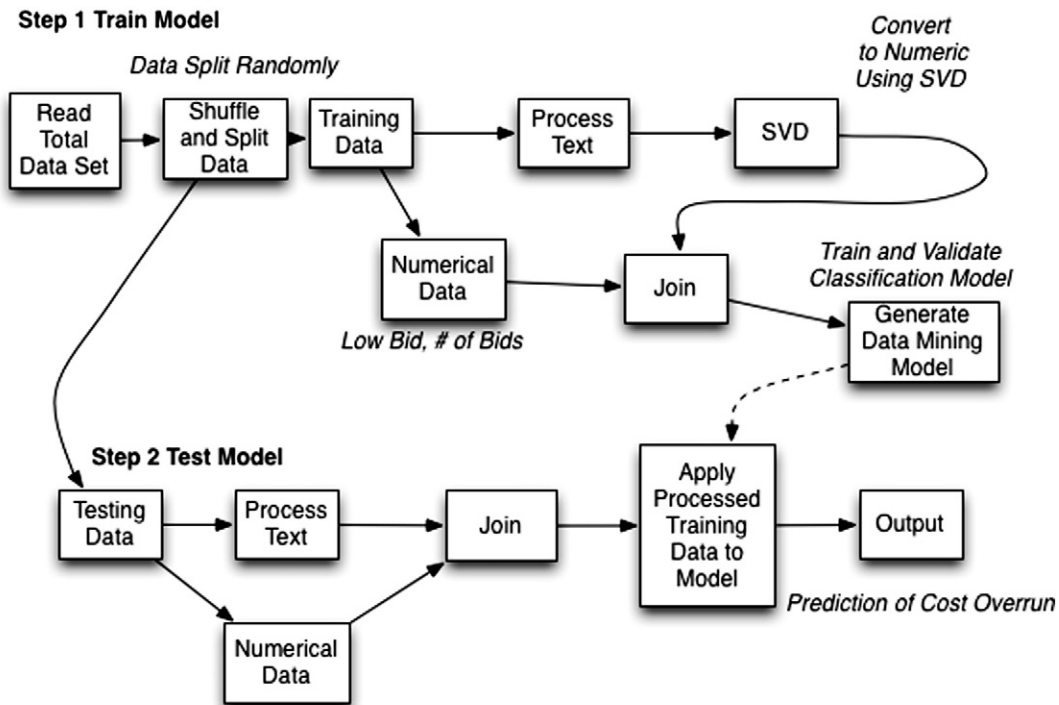 Step 1 Train Model
Convert
to Numeric
Using SVD
Data Split Randomly
Read
Total
Data Set
Shuffle
and Split
Data
Training
Data
Process
Text
SVD
Numerical
Data
Low Bid, # of Bids
Join
Train and Validate
Classification Model
Generate
Data Mining
Model
Step 2 Test Model
Testing
Data
Process
Text
Numerical
Data
Join
Apply
Processed
Training
Data to
Model
Output
Prediction of Cost Overrun